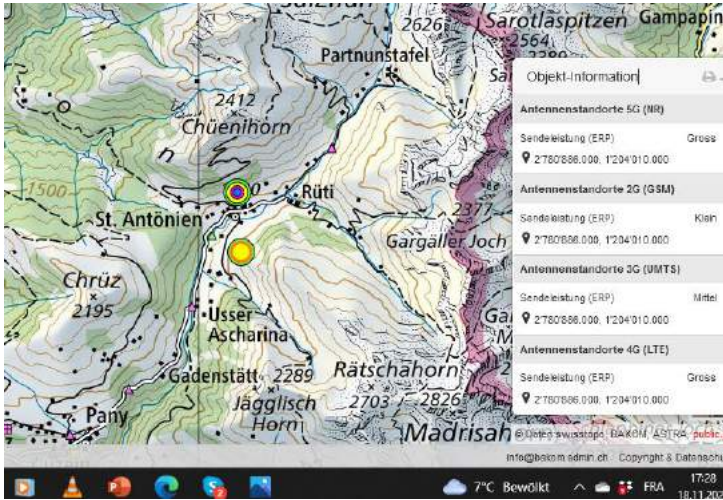 Sarotlaspitzen
Gampapin
2626
2564
Partnunstafel
2412
Chüenihorn
Objekt-Information
Antennenstandorte 5G (NR)
Sendeleistung (ERP) Gross
2'780'886.000, 1'204'010.000
Antennenstandorte 2G (GSM)
Sendeleistung (ERP) Klein
2'780'886.000, 1'204'010.000
Antennenstandorte 3G (UMTS)
Sendeleistung (ERP) Mittel
2'780'886.000, 1'204'010.000
Antennenstandorte 4G (LTE)
Sendeleistung (ERP) Gross
2'780'886.000, 1'204'010.000
1500
Rüti
St. Antönien
2377
Gargäller Joch
Chrüz
2195
Usser
Ascharina
Gadenstätt
2289
Rätschahorn
Jägglisch
Horn
2703
2826
Pany
Madrisah
© Daten: swisstopo, BAKOM, ASTRA, public.
info@bakom.admin.ch Copyright & Datenschu
7°C Bewölkt
FRA
17:28
18.11.20